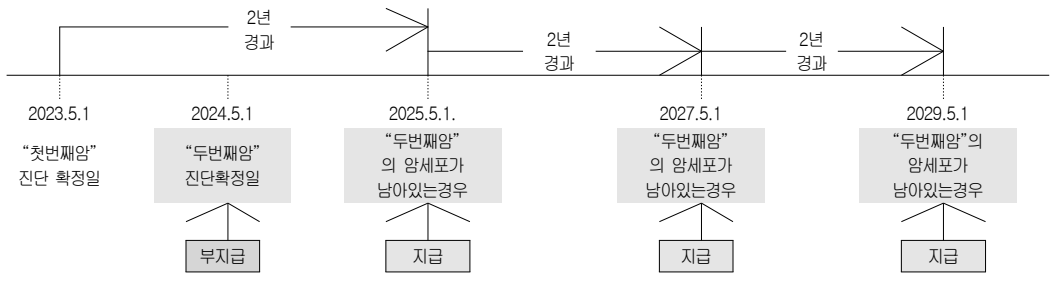 2년
경과
2년
경과
2년
경과
2023.5.1
“첫번째암”
진단 확정일
2024.5.1
“두번째암”
진단확정일
부지급
2025.5.1.
“두번째암”
의 암세포가
남아있는경우
지급
2027.5.1
“두번째암”
의 암세포가
남아있는경우
지급
2029.5.1
“두번째암”의
암세포가
남아있는경우
지급